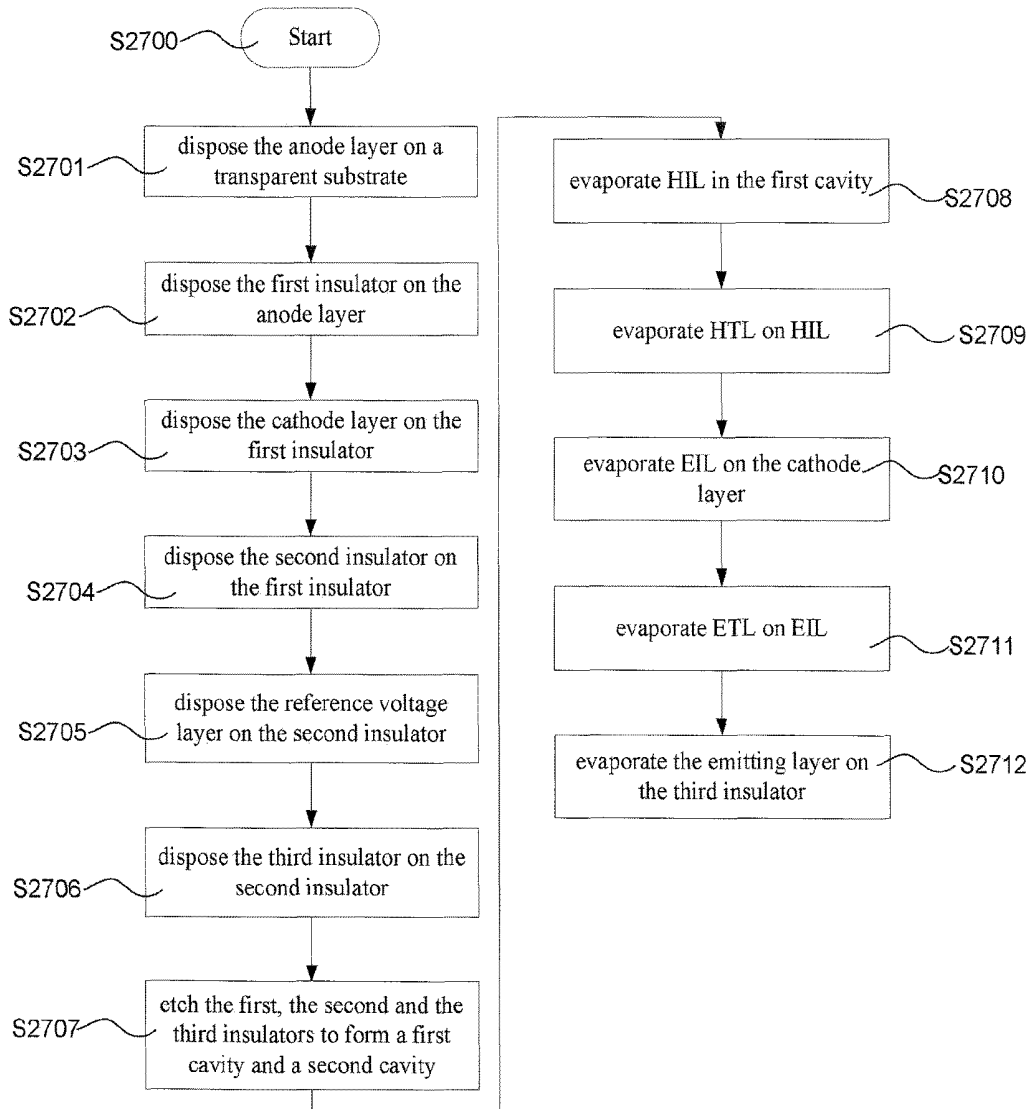 S2700
Start
S2701
dispose the anode layer on a
transparent substrate
S2702
dispose the first insulator on the
anode layer
S2703
dispose the cathode layer on the
first insulator
S2704
dispose the second insulator on
the first insulator
S2705
dispose the reference voltage
layer on the second insulator
S2706
dispose the third insulator on the
second insulator
S2707
etch the first, the second and the
third insulators to form a first
cavity and a second cavity
evaporate HIL in the first cavity
S2708
evaporate HTL on HIL
S2709
evaporate EIL on the cathode
layer
S2710
evaporate ETL on EIL
S2711
evaporate the emitting layer on
the third insulator
S2712